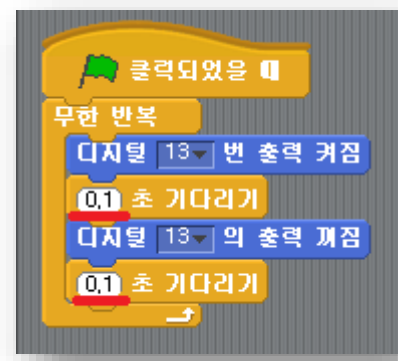 클릭되었을 때
무한 반복
디지털 13 번 출력 켜짐
0.1 초 기다리기
디지털 13 의 출력 꺼짐
0.1 초 기다리기